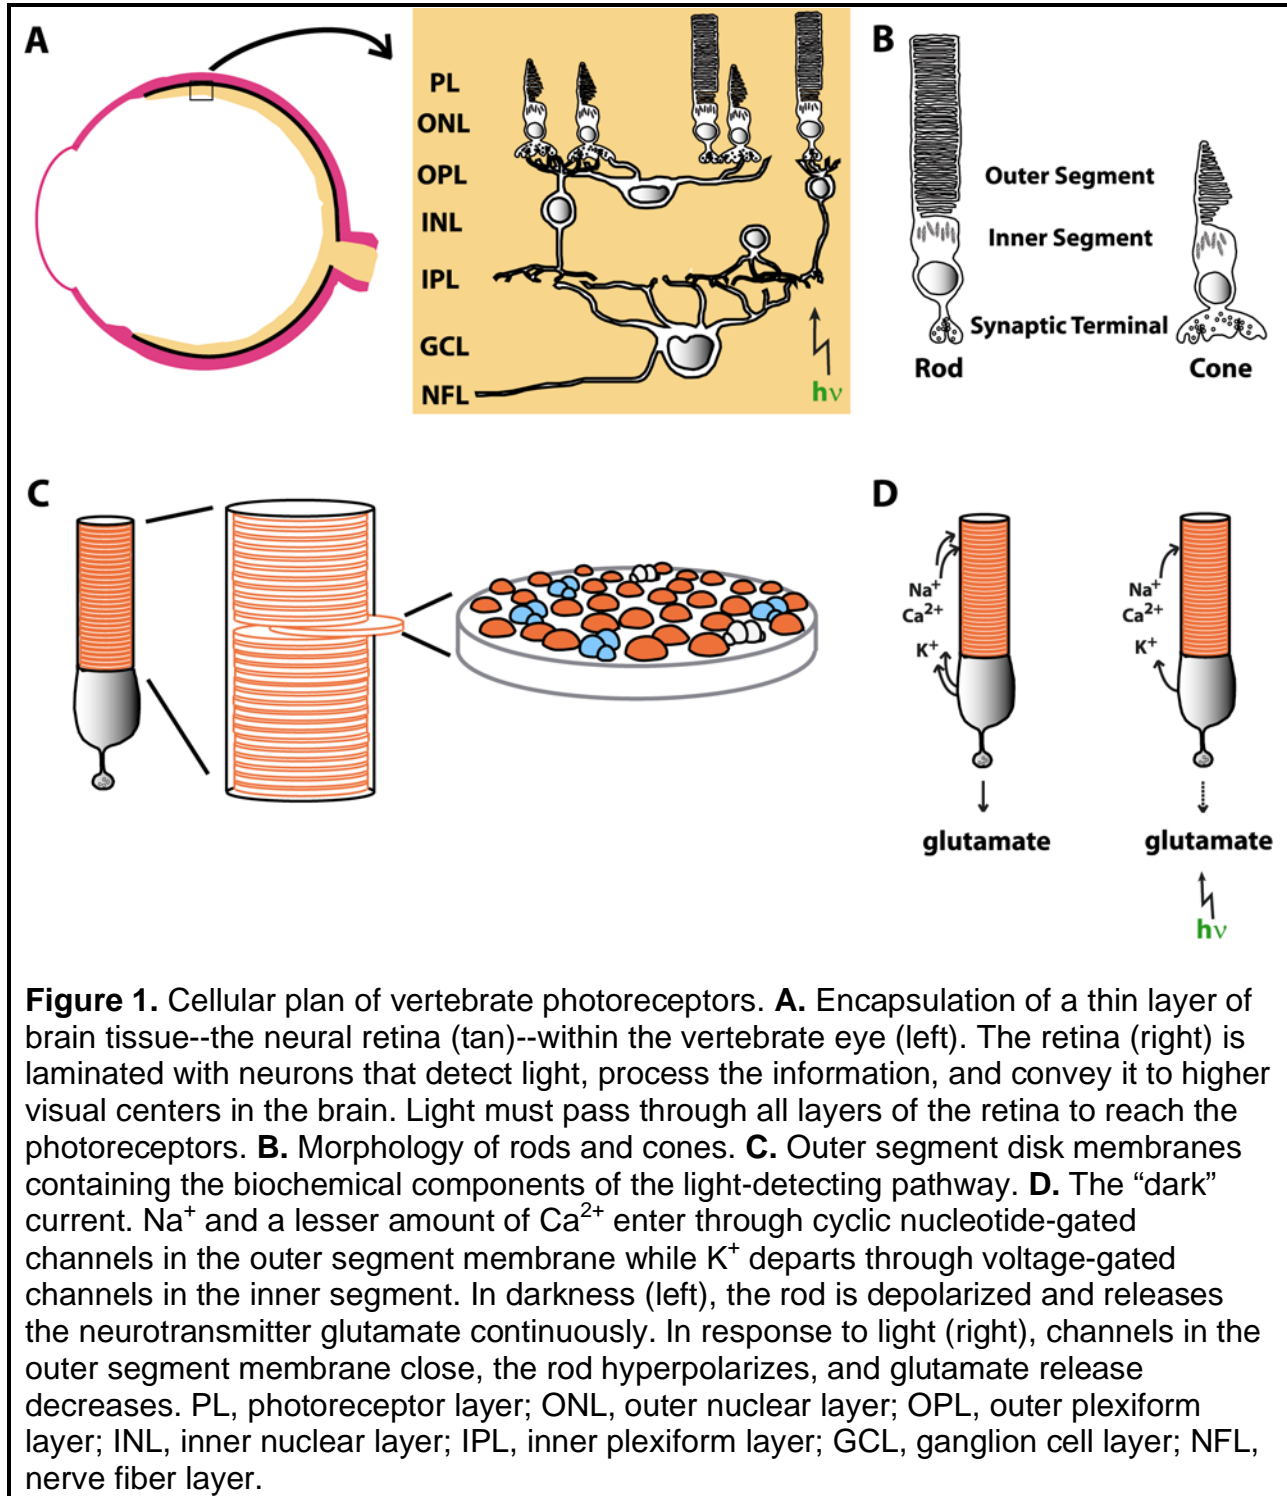 A
PL
ONL
OPL
INL
IPL
GCL
NFL
hν
B
Outer Segment
Inner Segment
Synaptic Terminal
Rod
Cone
C
D
Na+
Ca2+
K+
glutamate
Na+
Ca2+
K+
glutamate
hν
Figure 1. Cellular plan of vertebrate photoreceptors. A. Encapsulation of a thin layer of
brain tissue--the neural retina (tan)--within the vertebrate eye (left). The retina (right) is
laminated with neurons that detect light, process the information, and convey it to higher
visual centers in the brain. Light must pass through all layers of the retina to reach the
photoreceptors. B. Morphology of rods and cones. C. Outer segment disk membranes
containing the biochemical components of the light-detecting pathway. D. The “dark”
current. Na+ and a lesser amount of Ca2+ enter through cyclic nucleotide-gated
channels in the outer segment membrane while K+ departs through voltage-gated
channels in the inner segment. In darkness (left), the rod is depolarized and releases
the neurotransmitter glutamate continuously. In response to light (right), channels in the
outer segment membrane close, the rod hyperpolarizes, and glutamate release
decreases. PL, photoreceptor layer; ONL, outer nuclear layer; OPL, outer plexiform
layer; INL, inner nuclear layer; IPL, inner plexiform layer; GCL, ganglion cell layer; NFL,
nerve fiber layer.